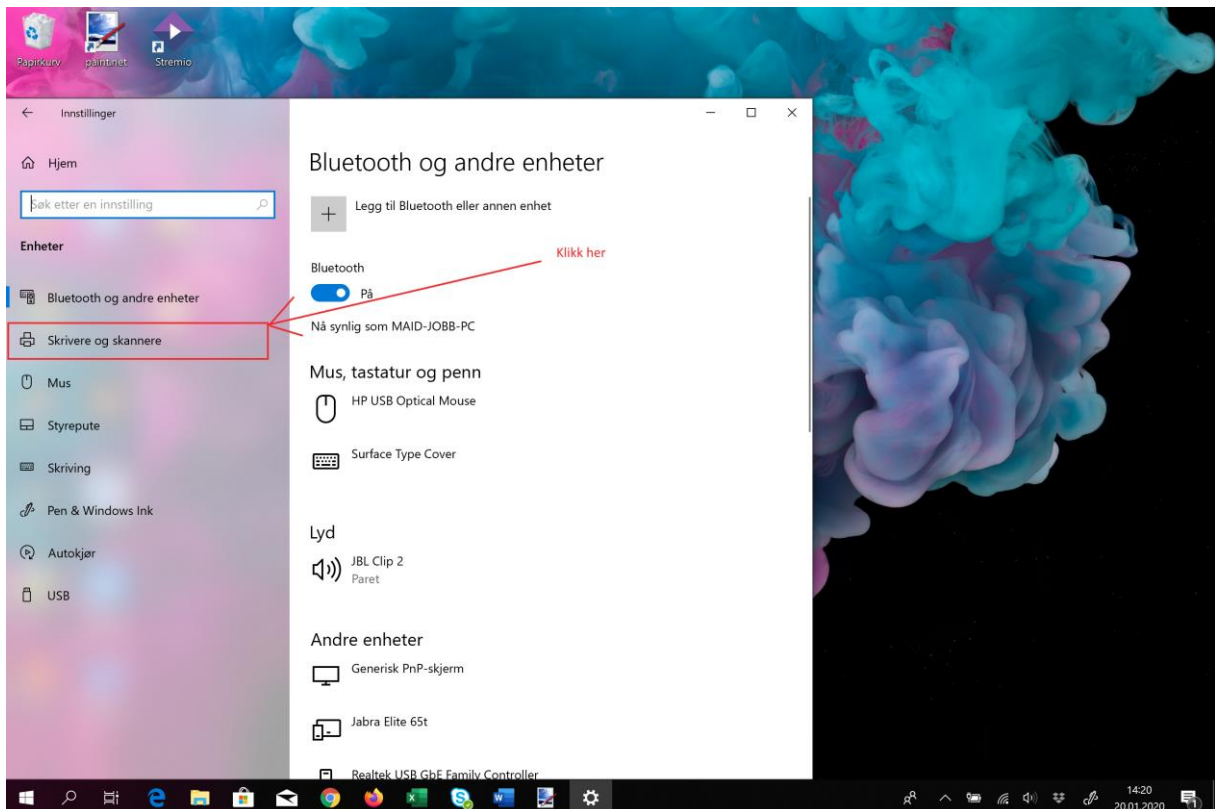 Papirkurv
paint.net
Stremio
Innstillinger
Hjem
Søk etter en innstilling
Enheter
Bluetooth og andre enheter
Skrivere og skannere
Mus
Styrepute
Skriving
Pen & Windows Ink
Autokjør
USB
Bluetooth og andre enheter
Legg til Bluetooth eller annen enhet
Klikk her
Bluetooth
På
Nå synlig som MAID-JOBB-PC
Mus, tastatur og penn
HP USB Optical Mouse
Surface Type Cover
Lyd
JBL Clip 2
Paret
Andre enheter
Generisk PnP-skjerm
Jabra Elite 65t
Realtek USB GbE Family Controller
14:20
20.01.2020